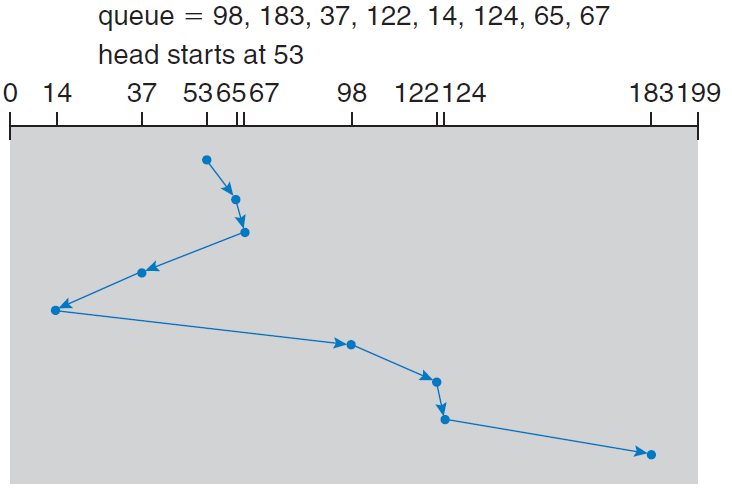 queue = 98, 183, 37, 122, 14, 124, 65, 67
head starts at 53
0 14 37 53 65 67 98 122 124 183 199